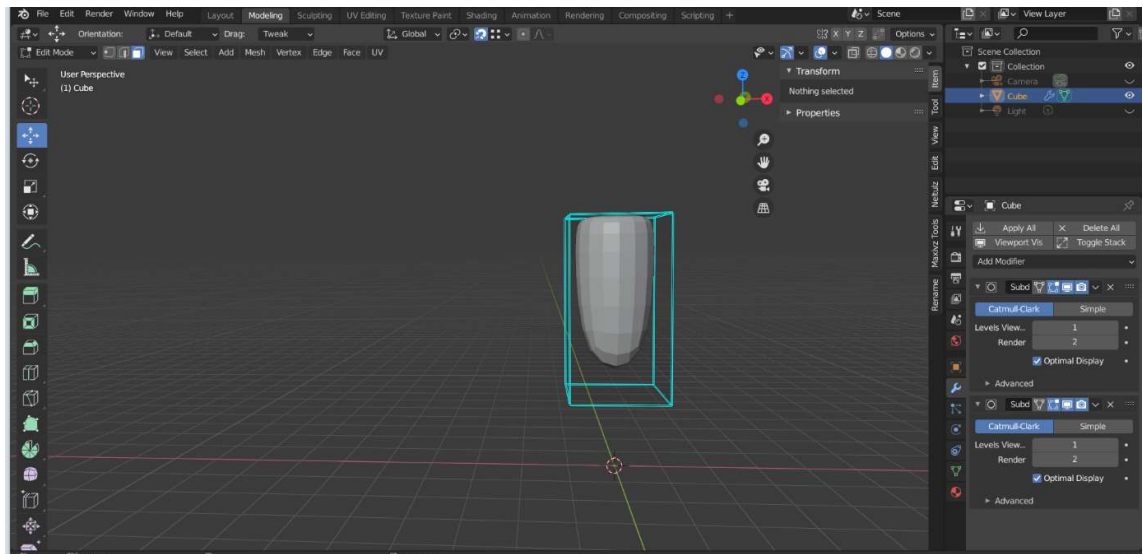 File Edit Render Window Help Layout Modeling Sculpting UV Editing Texture Paint Shading Animation Rendering Compositing Scripting + Scene View Layer
Orientation: Default Drag: Tweak Global X Y Z Options
Edit Mode View Select Add Mesh Vertex Edge Face UV
User Perspective
(1) Cube
Z
X
Transform
Nothing selected
Properties
Item
Tool
View
Edit
Neltulz
Maxivz Tools
Rename
Scene Collection
Collection
Camera
Cube
Light
Cube
Apply All Delete All
Viewport Vis Toggle Stack
Add Modifier
Subd
Catmull-Clark Simple
Levels View... 1
Render 2
Optimal Display
Advanced
Subd
Catmull-Clark Simple
Levels View... 1
Render 2
Optimal Display
Advanced